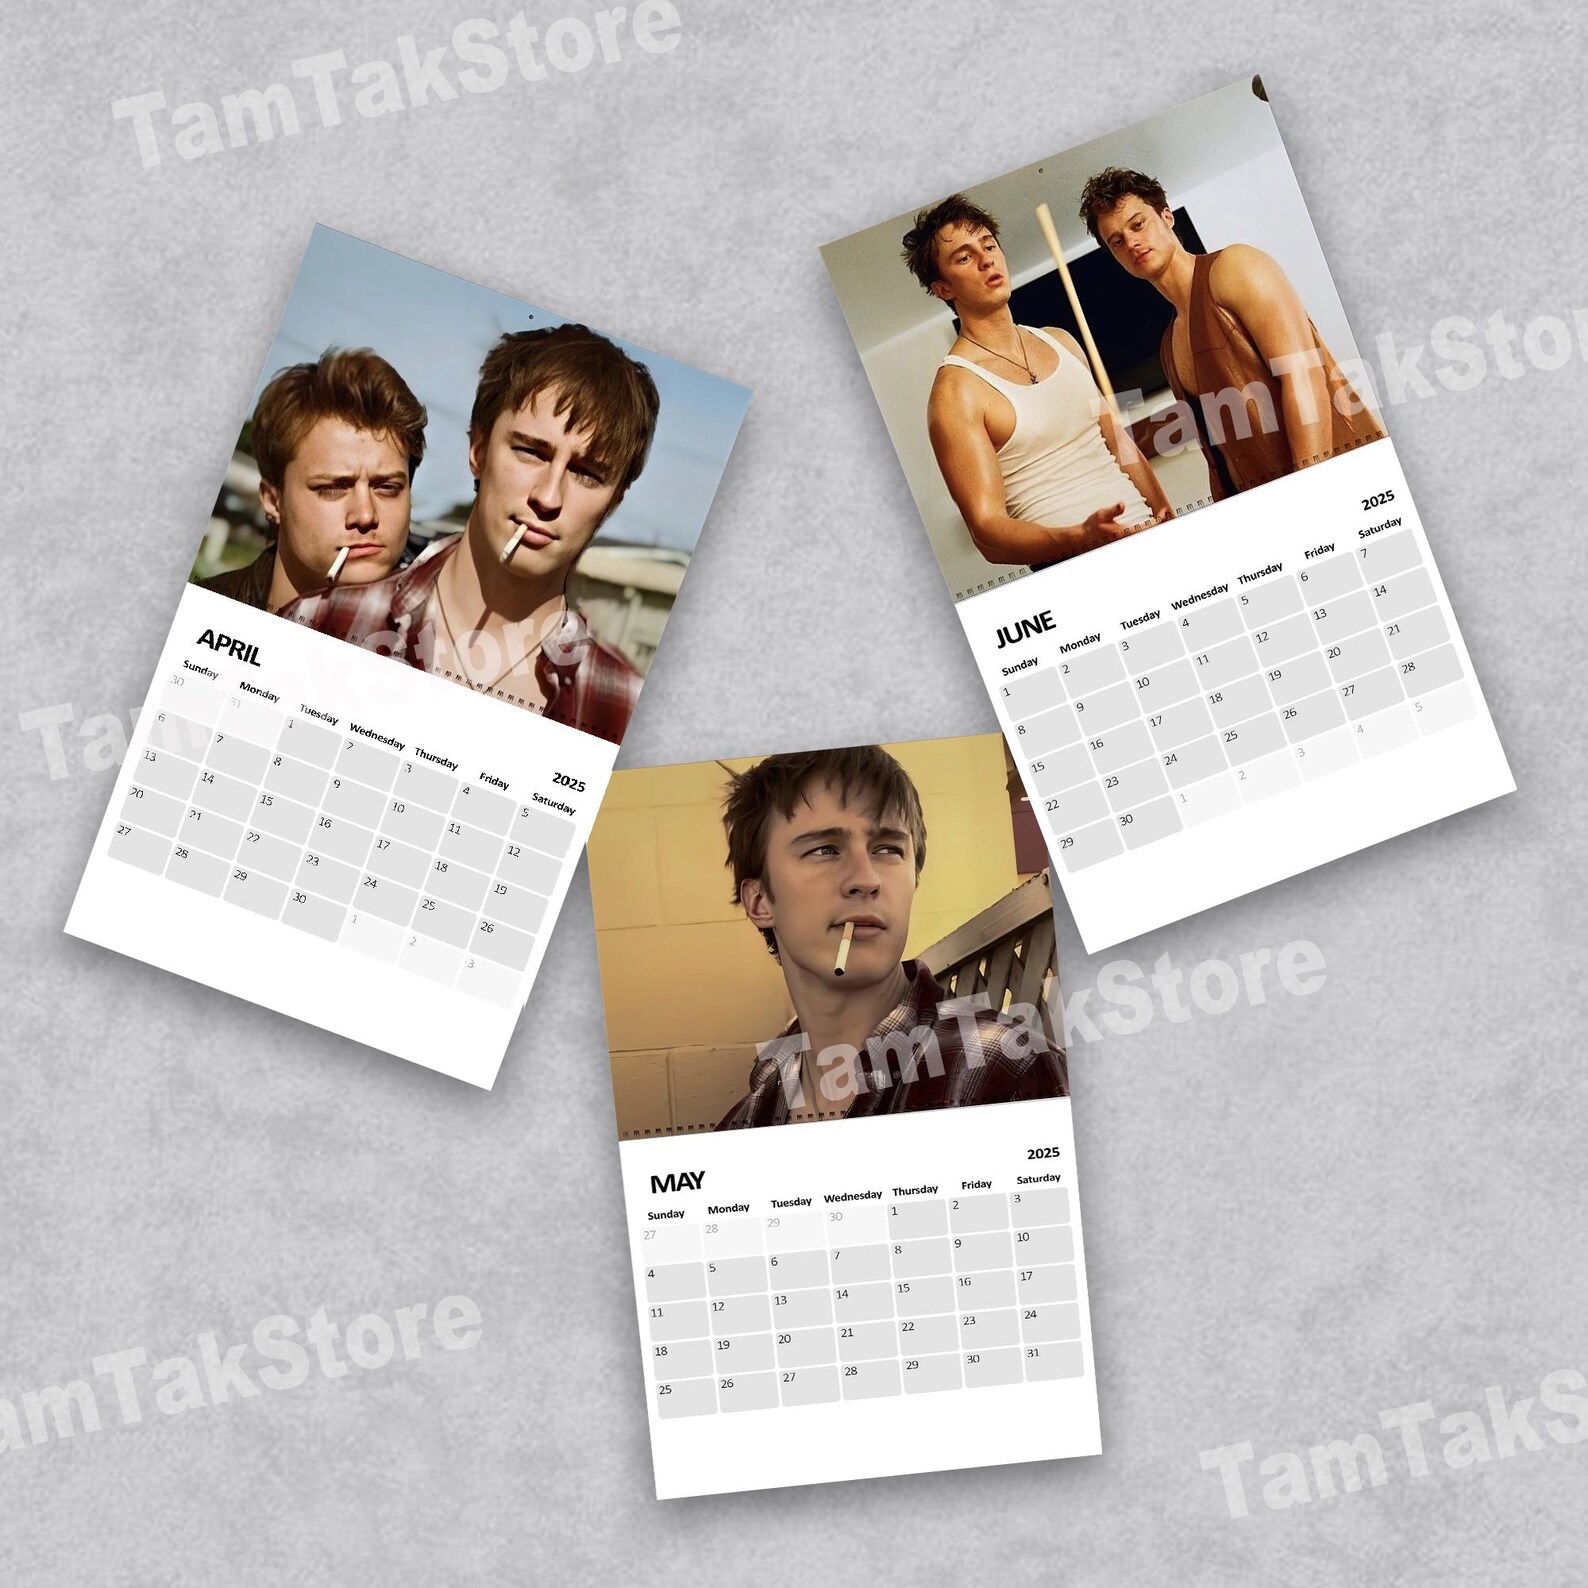 TamTakStore
TamTakStore
APRIL
2025
Sunday Monday Tuesday Wednesday Thursday Friday Saturday
30 31 1 2 3 4 5
6 7 8 9 10 11 12
13 14 15 16 17 18 19
20 21 22 23 24 25 26
27 28 29 30 1 2 3
JUNE
2025
Sunday Monday Tuesday Wednesday Thursday Friday Saturday
1 2 3 4 5 6 7
8 9 10 11 12 13 14
15 16 17 18 19 20 21
22 23 24 25 26 27 28
29 30 1 2 3 4 5
TamTakStore
MAY
2025
Sunday Monday Tuesday Wednesday Thursday Friday Saturday
27 28 29 30 1 2 3
4 5 6 7 8 9 10
11 12 13 14 15 16 17
18 19 20 21 22 23 24
25 26 27 28 29 30 31
amTakStore
TamTakS